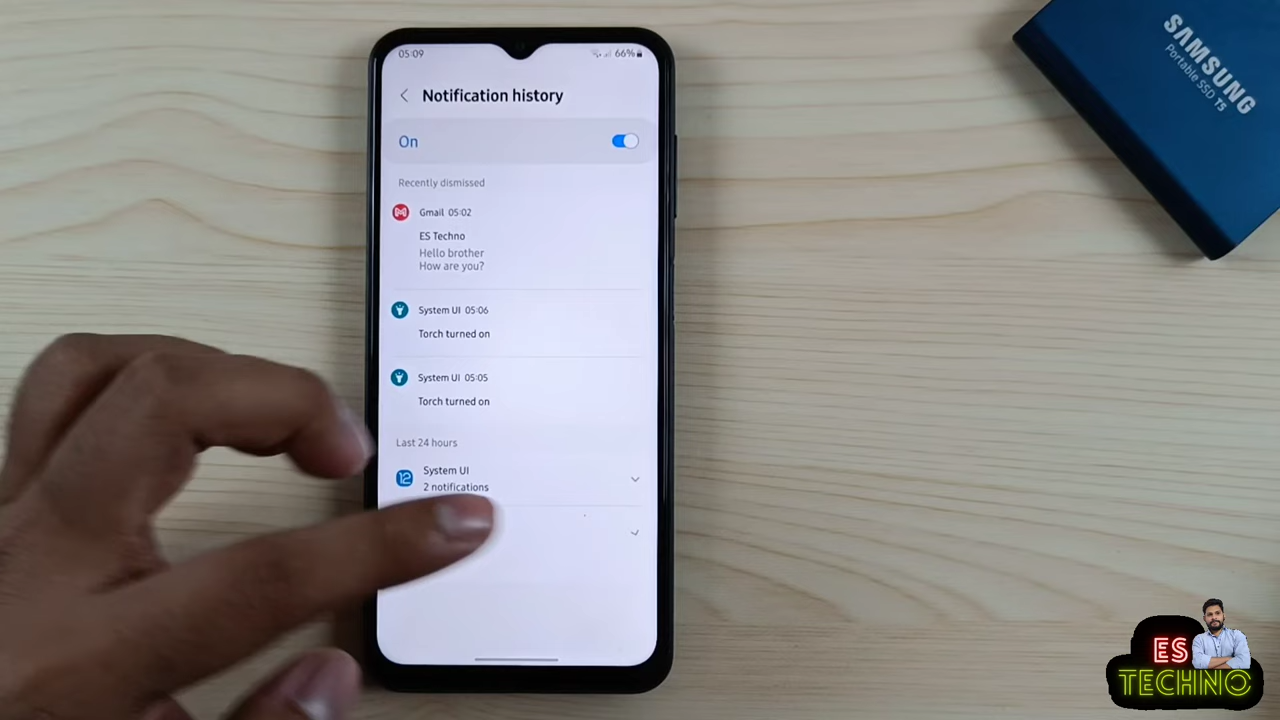 05:09
66%
Notification history
On
Recently dismissed
Gmail 05:02
ES Techno
Hello brother
How are you?
System UI 05:06
Torch turned on
System UI 05:05
Torch turned on
Last 24 hours
12
System UI
2 notifications
SAMSUNG
Portable SSD T5
ES
TECHNO